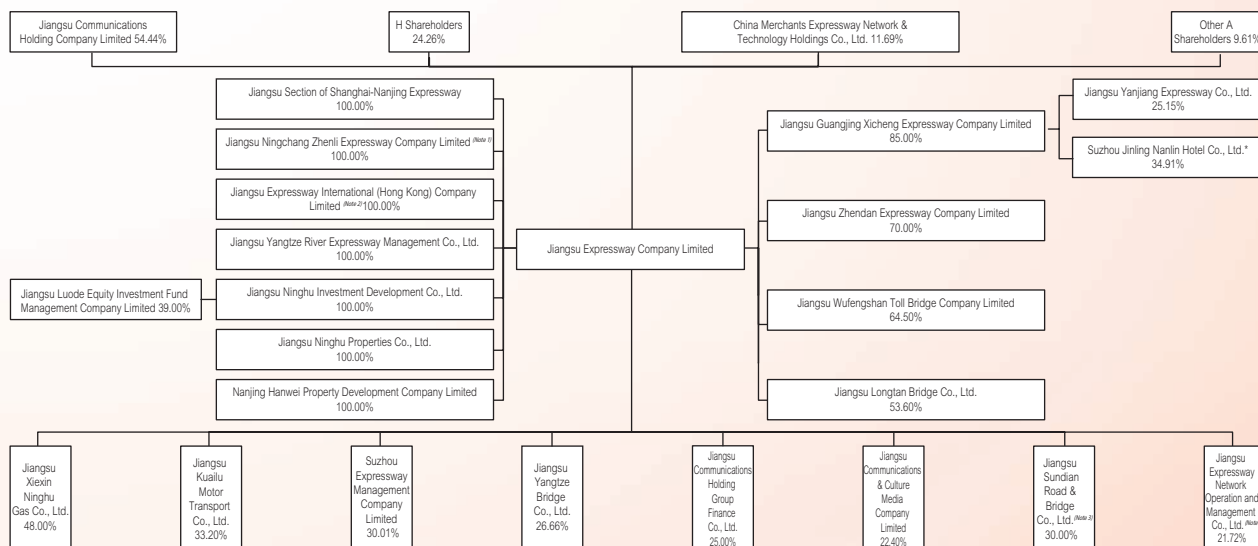 Jiangsu Communications
Holding Company Limited 54.44%
H Shareholders
24.26%
China Merchants Expressway Network &
Technology Holdings Co., Ltd. 11.69%
Other A
Shareholders 9.61%
Jiangsu Section of Shanghai-Nanjing Expressway
100.00%
Jiangsu Ningchang Zhenli Expressway Company Limited (Note 1)
100.00%
Jiangsu Expressway International (Hong Kong) Company
Limited (Note 2) 100.00%
Jiangsu Yangtze River Expressway Management Co., Ltd.
100.00%
Jiangsu Luode Equity Investment Fund
Management Company Limited 39.00%
Jiangsu Ninghu Investment Development Co., Ltd.
100.00%
Jiangsu Ninghu Properties Co., Ltd.
100.00%
Nanjing Hanwei Property Development Company Limited
100.00%
Jiangsu Expressway Company Limited
Jiangsu Guangjing Xicheng Expressway Company Limited
85.00%
Jiangsu Yanjiang Expressway Co., Ltd.
25.15%
Suzhou Jinling Nanlin Hotel Co., Ltd.*
34.91%
Jiangsu Zhendan Expressway Company Limited
70.00%
Jiangsu Wufengshan Toll Bridge Company Limited
64.50%
Jiangsu Longtan Bridge Co., Ltd.
53.60%
Jiangsu
Xiexin
Ninghu
Gas Co., Ltd.
48.00%
Jiangsu
Kuailu
Motor
Transport
Co., Ltd.
33.20%
Suzhou
Expressway
Management
Company
Limited
30.01%
Jiangsu
Yangtze
Bridge
Co., Ltd.
26.66%
Jiangsu
Communications
Holding
Group
Finance
Co., Ltd.
25.00%
Jiangsu
Communications
& Culture
Media
Company
Limited
22.40%
Jiangsu
Sundian
Road &
Bridge
Co., Ltd. (Note 3)
30.00%
Jiangsu
Expressway
Network
Operation and
Management
Co., Ltd. (Note
21.72%